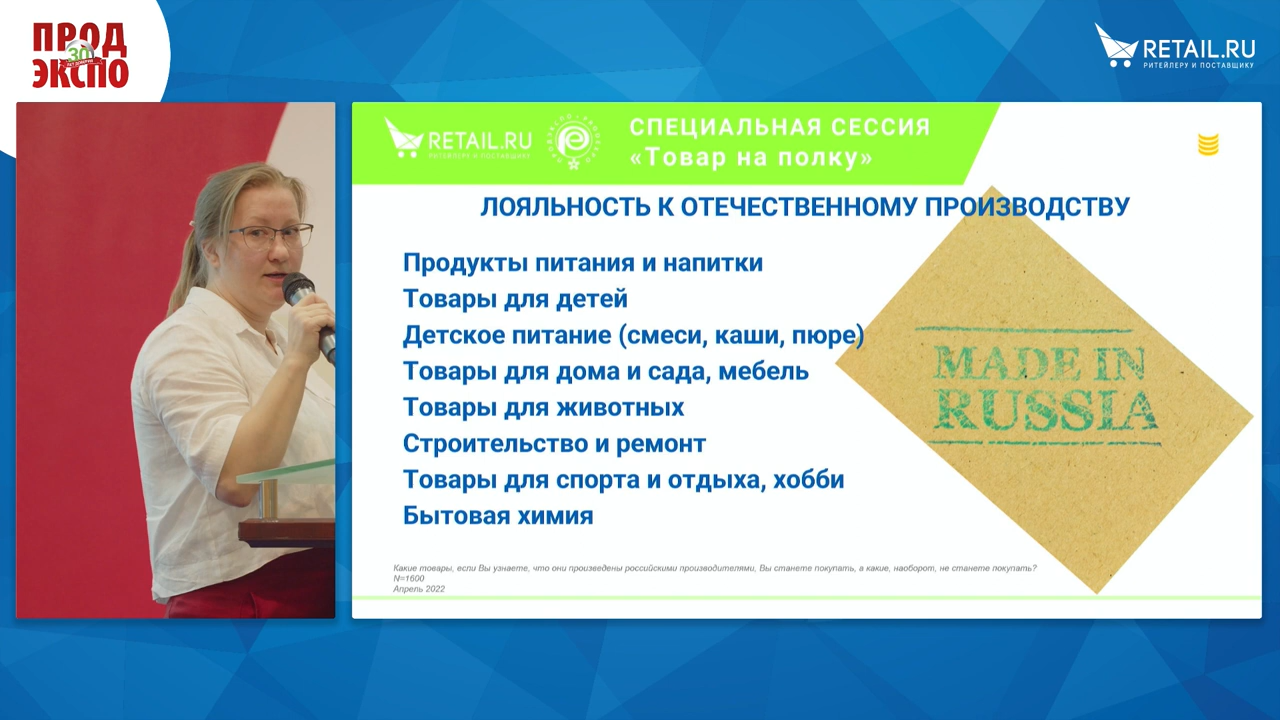 ПРОД
30
ЭКСПО
RETAIL.RU
РИТЕЙЛЕРУ И ПОСТАВЩИКУ
RETAIL.RU
РИТЕЙЛЕРУ И ПОСТАВЩИКУ
СПЕЦИАЛЬНАЯ СЕССИЯ
«Товар на полку»
ЛОЯЛЬНОСТЬ К ОТЕЧЕСТВЕННОМУ ПРОИЗВОДСТВУ
Продукты питания и напитки
Товары для детей
Детское питание (смеси, каши, пюре)
Товары для дома и сада, мебель
Товары для животных
Строительство и ремонт
Товары для спорта и отдыха, хобби
Бытовая химия
MADE IN
RUSSIA
Какие товары, если Вы узнаете, что они произведены российскими производителями, Вы станете покупать, а какие, наоборот, не станете покупать?
N=1600
Апрель 2022